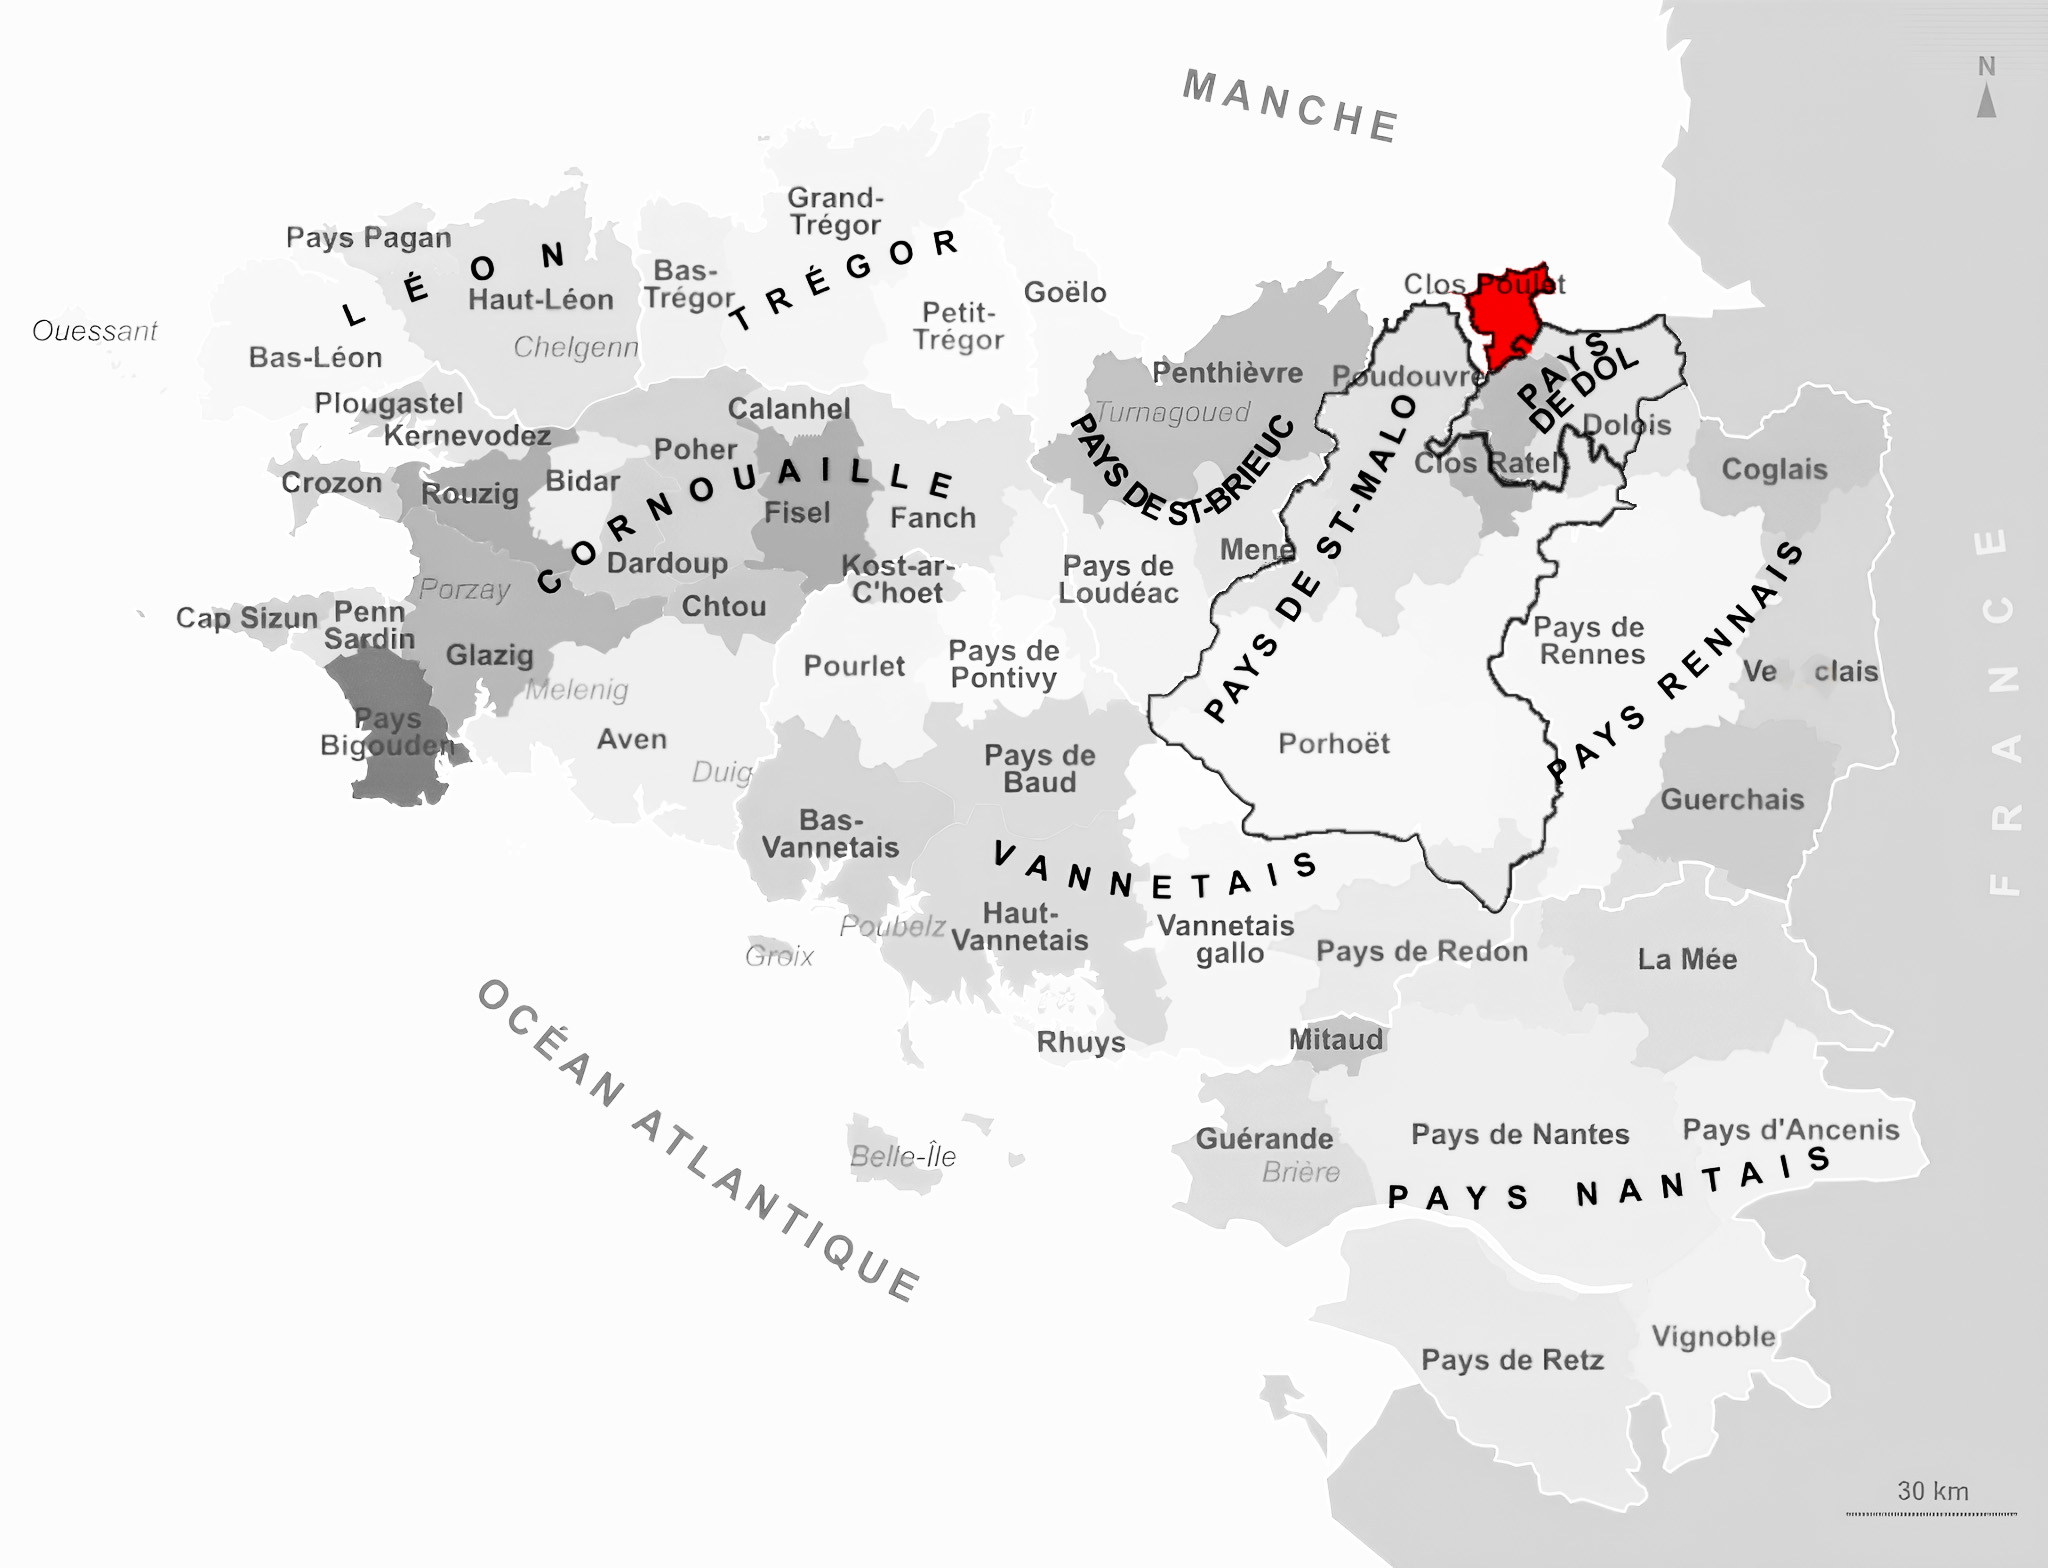 MANCHE
N
Grand-
Trégor
Pays Pagan
LÉON
TRÉGOR
Haut-Léon
Bas-
Trégor
Goëlo
Clos Poulet
Ouessant
Chelgenn
Petit-
Trégor
Bas-Léon
Penthièvre
Poudouvre
PAYS
DE DOL
Plougastel
Calanhel
Turnagoued
Dolois
Kernevodez
Poher
PAYS DE ST-BRIEUC
PAYS DE ST-MALO
Clos Ratel
Coglais
Crozon
Rouzig
Bidar
CORNOUAILLE
Fisel
Fanch
Mené
Dardoup
Kost-ar-
C'hoet
Pays de
Loudéac
Porzay
Cap Sizun
Penn
Sardin
Chtou
Pays de
Rennes
PAYS RENNAIS
FRANCE
Glazig
Pourlet
Pays de
Pontivy
Ve clais
Melenig
Pays
Bigouden
Aven
Porhoët
Duig
Pays de
Baud
Guerchais
Bas-
Vannetais
VANNETAIS
Haut-
Vannetais
Poubelz
Groix
Vannetais
gallo
Pays de Redon
La Mée
OCÉAN ATLANTIQUE
Rhuys
Mitaud
Belle-Île
Guérande
Brière
Pays de Nantes
Pays d'Ancenis
PAYS NANTAIS
Pays de Retz
Vignoble
30 km